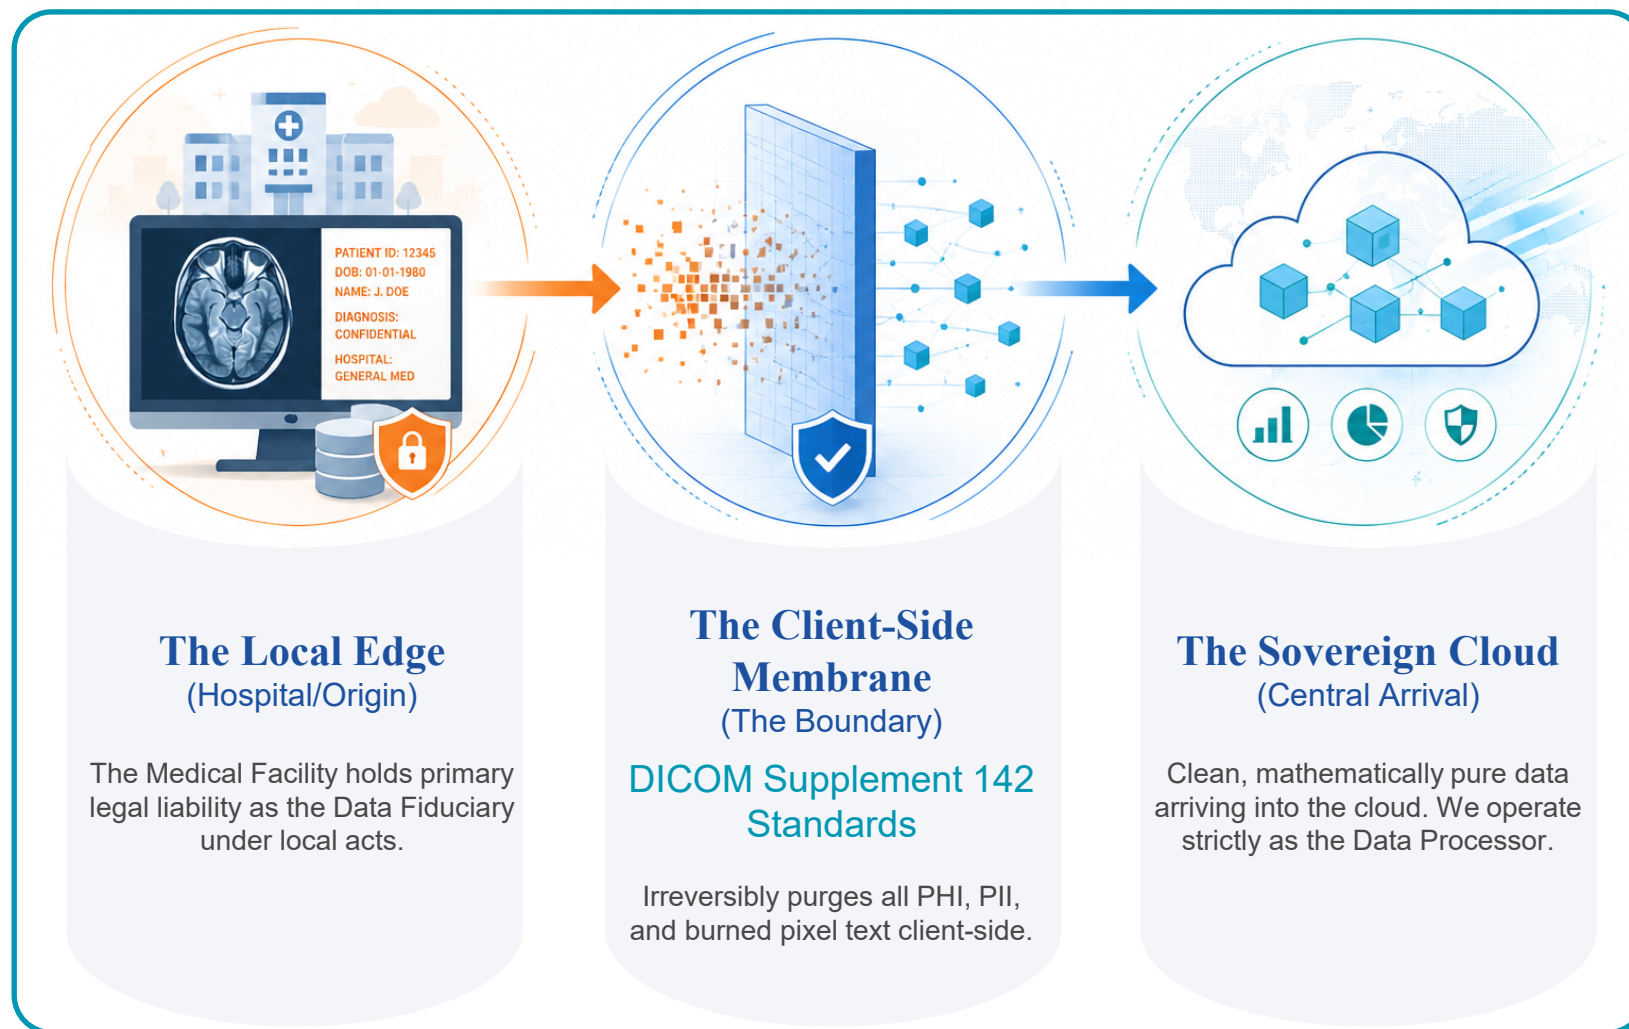 PATIENT ID: 12345
DOB: 01-01-1980
NAME: J. DOE
DIAGNOSIS:
CONFIDENTIAL
HOSPITAL:
GENERAL MED
The Local Edge
(Hospital/Origin)
The Medical Facility holds primary
legal liability as the Data Fiduciary
under local acts.
The Client-Side
Membrane
(The Boundary)
DICOM Supplement 142
Standards
Irreversibly purges all PHI, PII,
and burned pixel text client-side.
The Sovereign Cloud
(Central Arrival)
Clean, mathematically pure data
arriving into the cloud. We operate
strictly as the Data Processor.